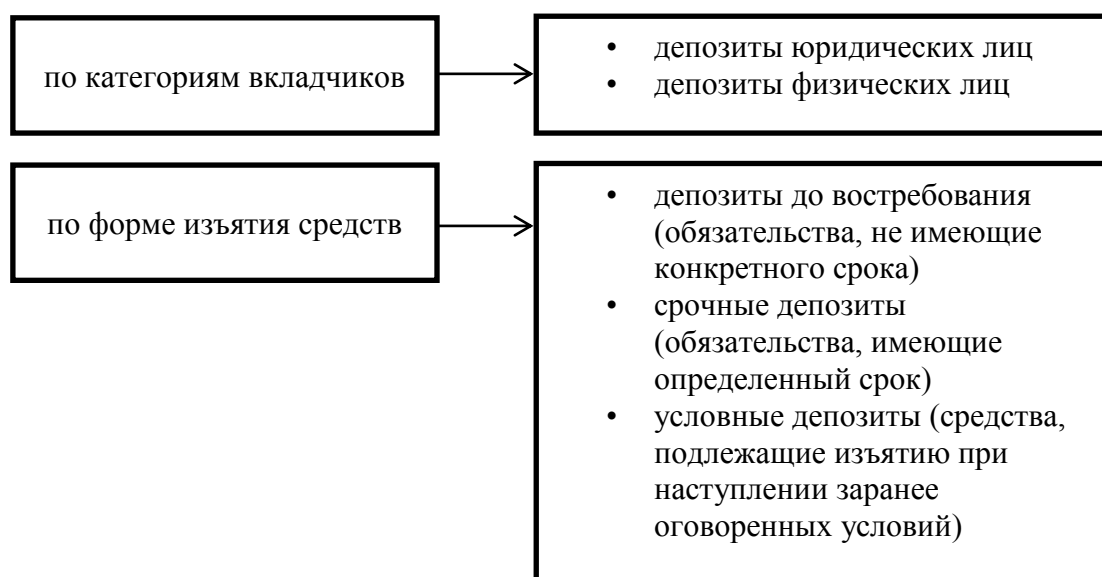 по категориям вкладчиков
• депозиты юридических лиц
• депозиты физических лиц
по форме изъятия средств
• депозиты до востребования
(обязательства, не имеющие
конкретного срока)
• срочные депозиты
(обязательства, имеющие
определенный срок)
• условные депозиты (средства,
подлежащие изъятию при
наступлении заранее
оговоренных условий)